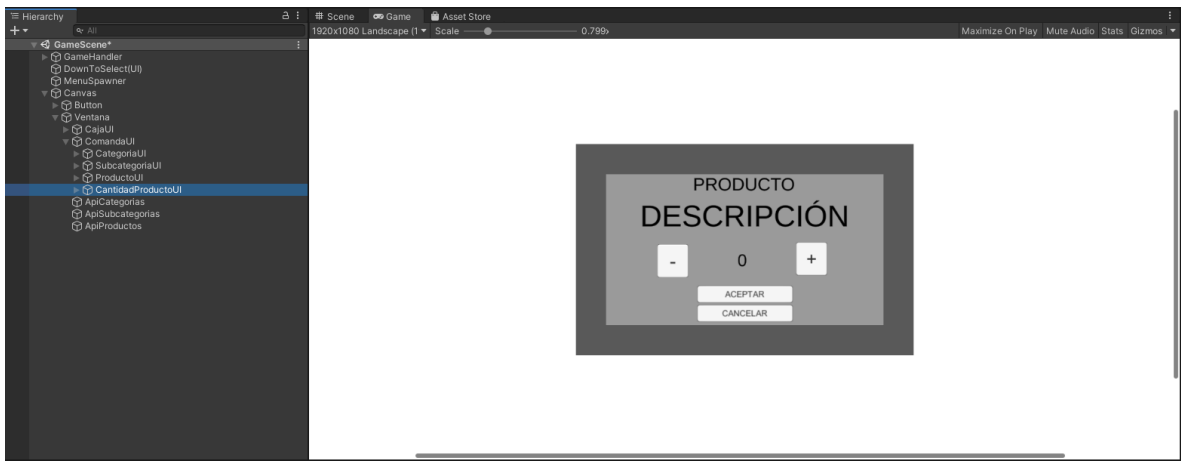 Hierarchy
All
GameScene*
GameHandler
DownToSelect(UI)
MenuSpawner
Canvas
Button
Ventana
CajaUI
ComandaUI
CategoriaUI
SubcategoriaUI
ProductoUI
CantidadProductoUI
ApiCategorias
ApiSubcategorias
ApiProductos
Scene Game Asset Store
1920x1080 Landscape (1 Scale 0.799› Maximize On Play Mute Audio Stats Gizmos
PRODUCTO
DESCRIPCIÓN
- 0 +
ACEPTAR
CANCELAR